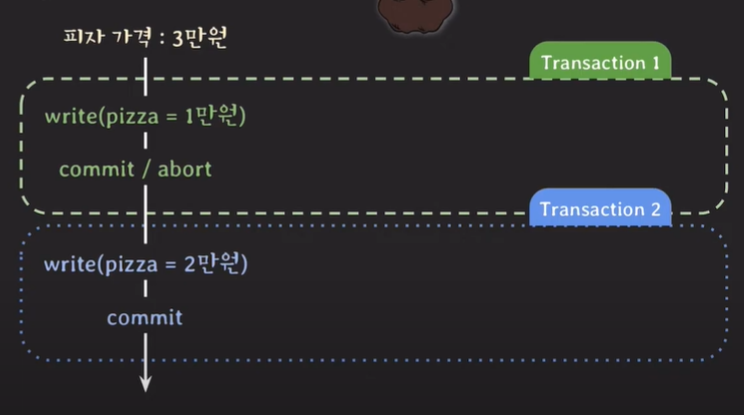 피자 가격 : 3만원
Transaction 1
write(pizza = 1만원)
commit / abort
Transaction 2
write(pizza = 2만원)
commit